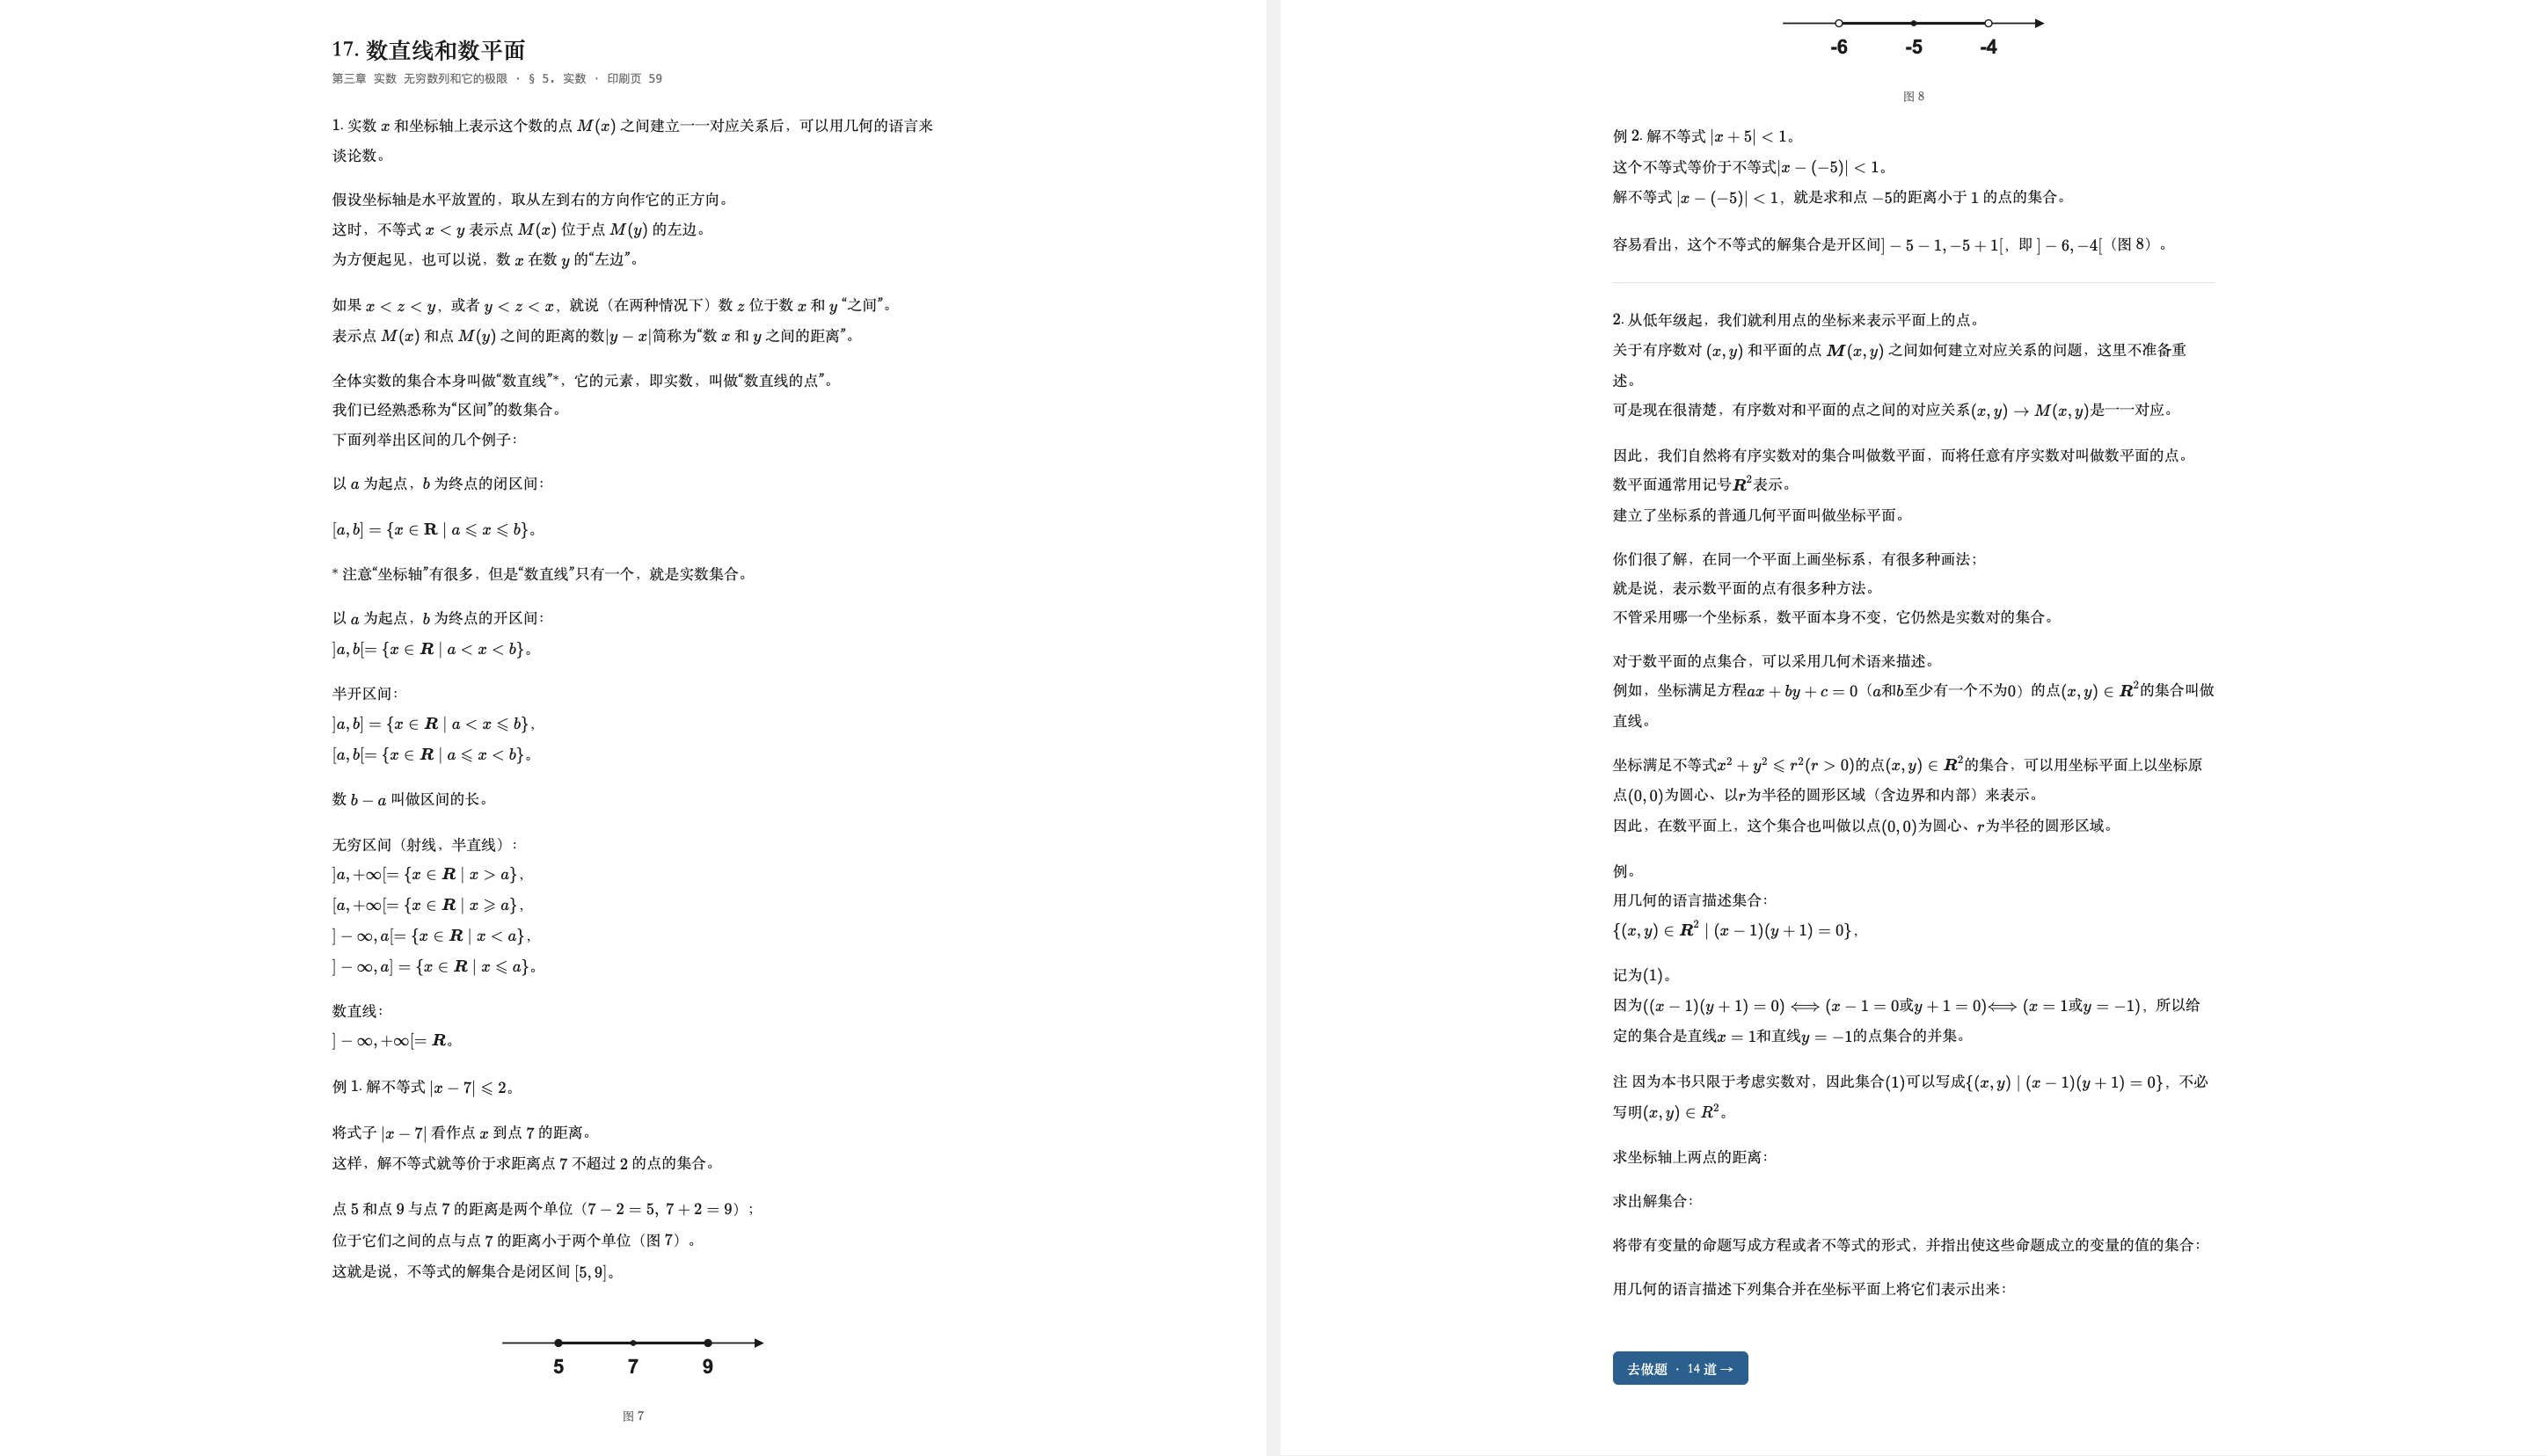 17. 数直线和数平面
第三章 实数 无穷数列和它的极限 · § 5. 实数 · 印刷页 59
1. 实数 x 和坐标轴上表示这个数的点 M(x) 之间建立一一对应关系后，可以用几何的语言来
谈论数。
假设坐标轴是水平放置的，取从左到右的方向作它的正方向。
这时，不等式 x < y 表示点 M(x) 位于点 M(y) 的左边。
为方便起见，也可以说，数 x 在数 y 的“左边”。
如果 x < z < y，或者 y < z < x，就说（在两种情况下）数 z 位于数 x 和 y “之间”。
表示点 M(x) 和点 M(y) 之间的距离的数|y − x|简称为“数 x 和 y 之间的距离”。
全体实数的集合本身叫做“数直线”*，它的元素，即实数，叫做“数直线的点”。
我们已经熟悉称为“区间”的数集合。
下面列举出区间的几个例子：
以 a 为起点，b 为终点的闭区间：
[a, b] = {x ∈ R | a ⩽ x ⩽ b}。
* 注意“坐标轴”有很多，但是“数直线”只有一个，就是实数集合。
以 a 为起点，b 为终点的开区间：
]a, b[= {x ∈ R | a < x < b}。
半开区间：
]a, b] = {x ∈ R | a < x ⩽ b}，
[a, b[= {x ∈ R | a ⩽ x < b}。
数 b − a 叫做区间的长。
无穷区间（射线，半直线）：
]a, +∞[= {x ∈ R | x > a}，
[a, +∞[= {x ∈ R | x ⩾ a}，
] − ∞, a[= {x ∈ R | x < a}，
] − ∞, a] = {x ∈ R | x ⩽ a}。
数直线：
] − ∞, +∞[= R。
例 1. 解不等式 |x − 7| ⩽ 2。
将式子 |x − 7| 看作点 x 到点 7 的距离。
这样，解不等式就等价于求距离点 7 不超过 2 的点的集合。
点 5 和点 9 与点 7 的距离是两个单位（7 − 2 = 5, 7 + 2 = 9）；
位于它们之间的点与点 7 的距离小于两个单位（图 7）。
这就是说，不等式的解集合是闭区间 [5, 9]。
5 7 9
图 7
-6 -5 -4
图 8
例 2. 解不等式 |x + 5| < 1。
这个不等式等价于不等式|x − (−5)| < 1。
解不等式 |x − (−5)| < 1，就是求和点 −5的距离小于 1 的点的集合。
容易看出，这个不等式的解集合是开区间] − 5 − 1, −5 + 1[，即 ] − 6, −4[（图 8）。
2. 从低年级起，我们就利用点的坐标来表示平面上的点。
关于有序数对 (x, y) 和平面的点 M(x, y) 之间如何建立对应关系的问题，这里不准备重
述。
可是现在很清楚，有序数对和平面的点之间的对应关系(x, y) → M(x, y)是一一对应。
因此，我们自然将有序实数对的集合叫做数平面，而将任意有序实数对叫做数平面的点。
数平面通常用记号R²表示。
建立了坐标系的普通几何平面叫做坐标平面。
你们很了解，在同一个平面上画坐标系，有很多种画法；
就是说，表示数平面的点有很多种方法。
不管采用哪一个坐标系，数平面本身不变，它仍然是实数对的集合。
对于数平面的点集合，可以采用几何术语来描述。
例如，坐标满足方程ax + by + c = 0（a和b至少有一个不为0）的点(x, y) ∈ R²的集合叫做
直线。
坐标满足不等式x² + y² ⩽ r²(r > 0)的点(x, y) ∈ R²的集合，可以用坐标平面上以坐标原
点(0, 0)为圆心、以r为半径的圆形区域（含边界和内部）来表示。
因此，在数平面上，这个集合也叫做以点(0, 0)为圆心、r为半径的圆形区域。
例。
用几何的语言描述集合：
{(x, y) ∈ R² | (x − 1)(y + 1) = 0}，
记为(1)。
因为((x − 1)(y + 1) = 0) ⟺ (x − 1 = 0或y + 1 = 0)⟺ (x = 1或y = −1)，所以给
定的集合是直线x = 1和直线y = −1的点集合的并集。
注 因为本书只限于考虑实数对，因此集合(1)可以写成{(x, y) | (x − 1)(y + 1) = 0}，不必
写明(x, y) ∈ R²。
求坐标轴上两点的距离：
求出解集合：
将带有变量的命题写成方程或者不等式的形式，并指出使这些命题成立的变量的值的集合：
用几何的语言描述下列集合并在坐标平面上将它们表示出来：
去做题 · 14 道 →